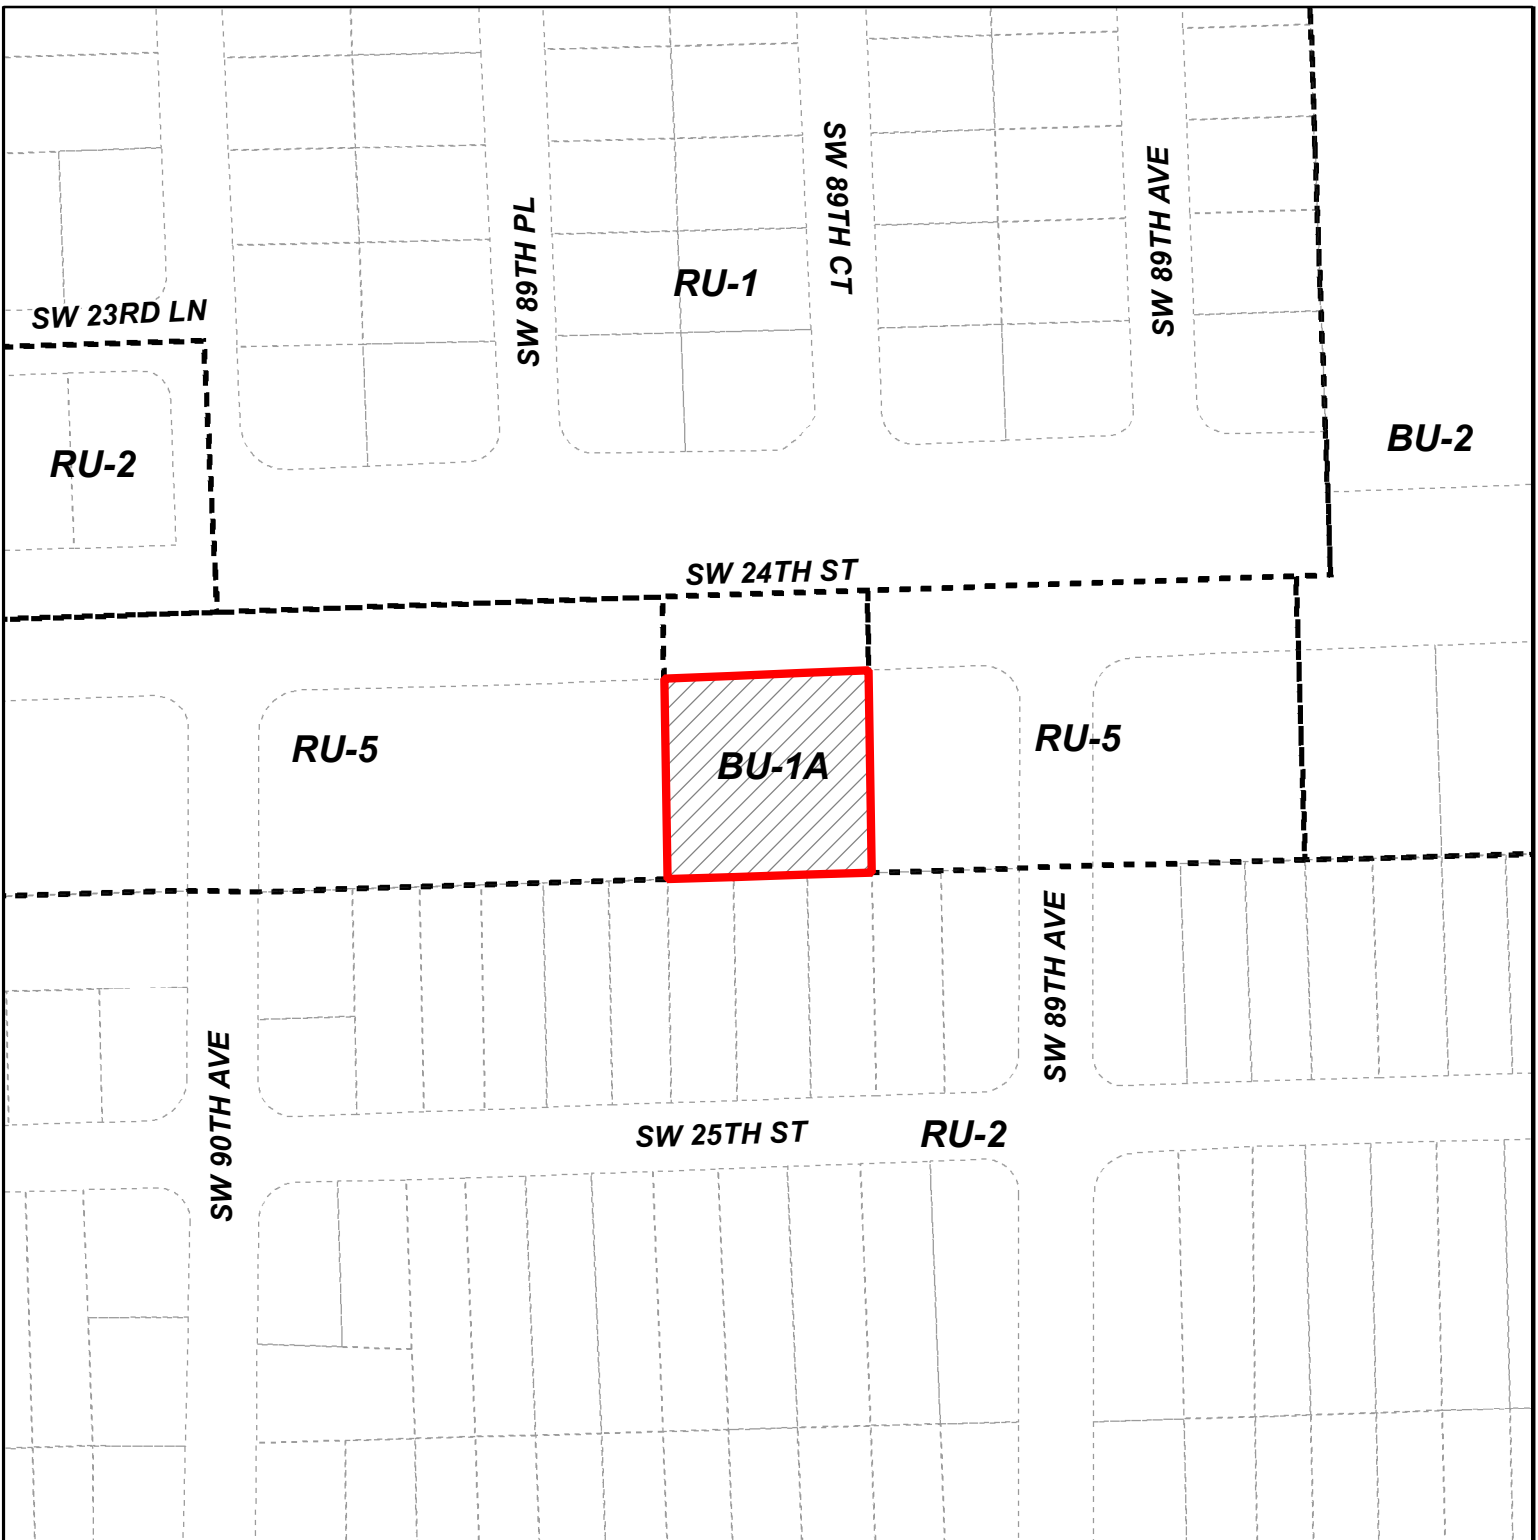 SW 89TH CT
SW 89TH AVE
SW 89TH PL
RU-1
SW 23RD LN
BU-2
RU-2
SW 24TH ST
RU-5
BU-1A
RU-5
SW 89TH AVE
SW 90TH AVE
SW 25TH ST
RU-2